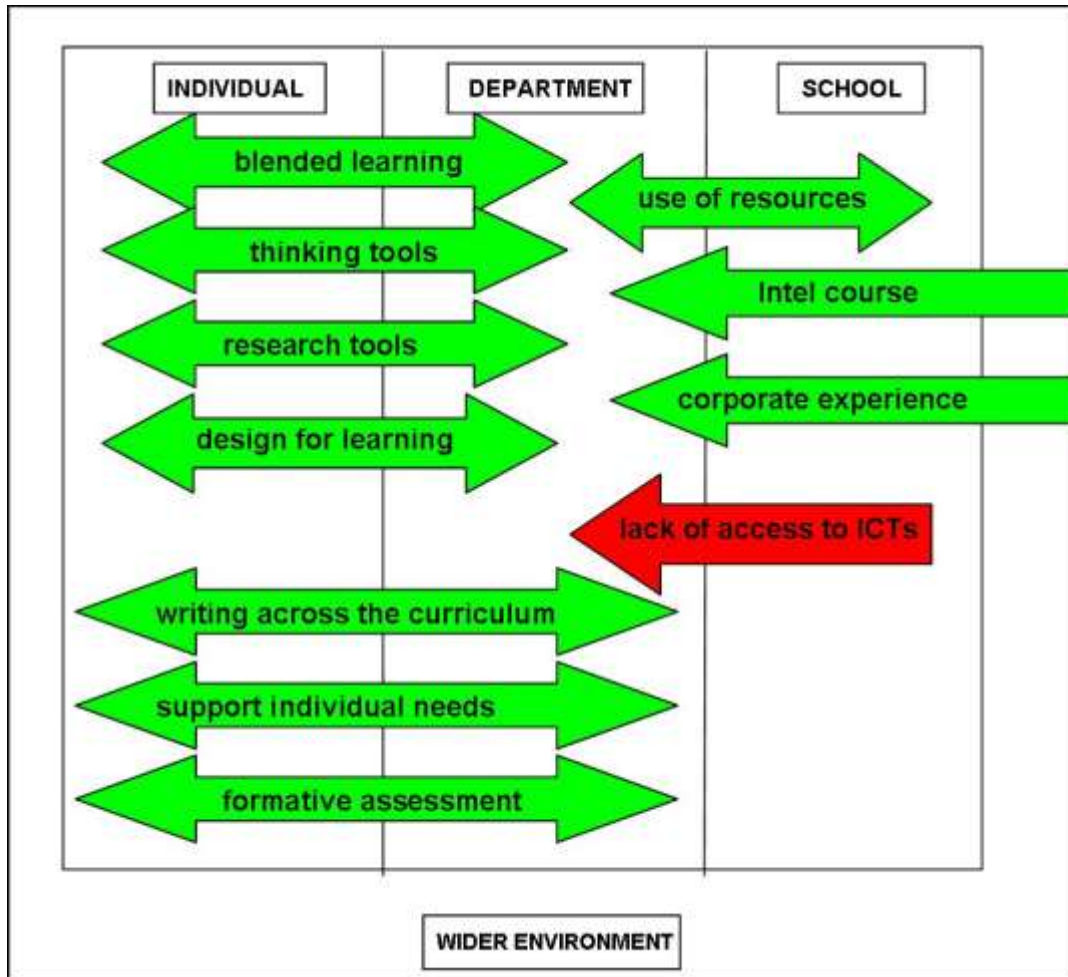 INDIVIDUAL
DEPARTMENT
SCHOOL
blended learning
use of resources
thinking tools
Intel course
research tools
corporate experience
design for learning
lack of access to ICTs
writing across the curriculum
support individual needs
formative assessment
WIDER ENVIRONMENT